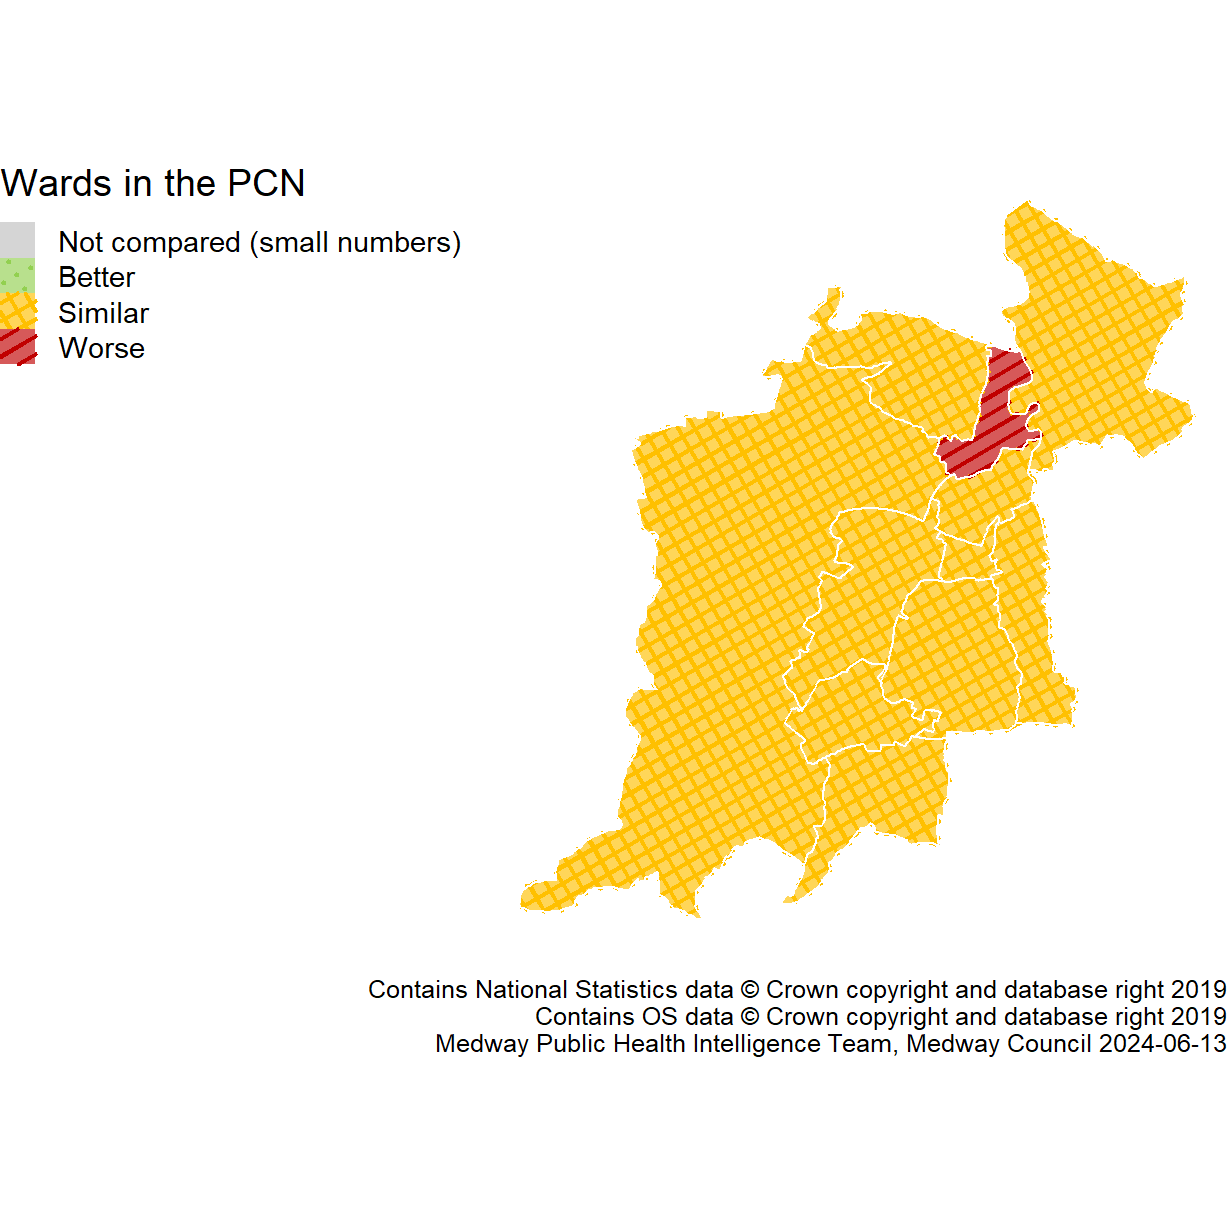 Wards in the PCN
Not compared (small numbers)
Better
Similar
Worse
Contains National Statistics data © Crown copyright and database right 2019
Contains OS data © Crown copyright and database right 2019
Medway Public Health Intelligence Team, Medway Council 2024-06-13